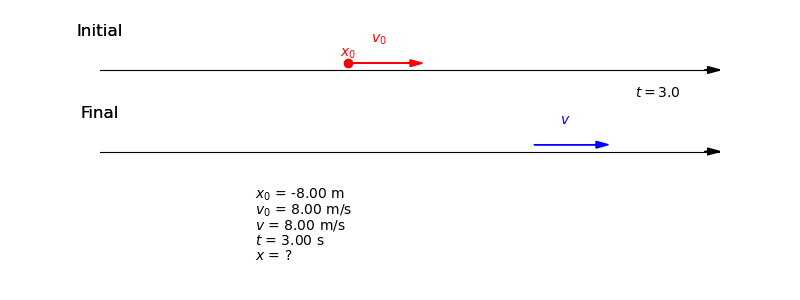 Initial
v₀
x₀
t = 3.0
Final
v
x₀ = -8.00 m
v₀ = 8.00 m/s
v = 8.00 m/s
t = 3.00 s
x = ?